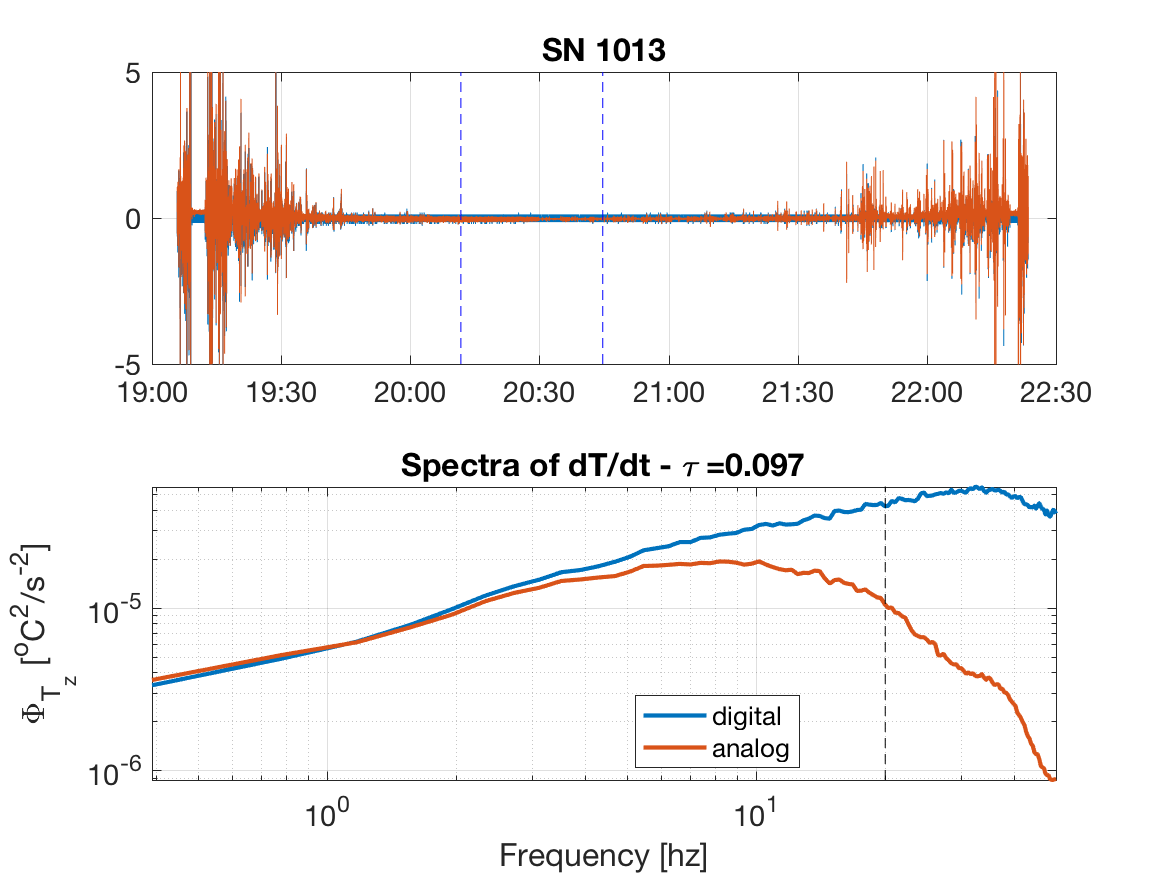 SN 1013
5
0
-5
19:00 19:30 20:00 20:30 21:00 21:30 22:00 22:30
Spectra of dT/dt - τ =0.097
Φ_{T_z} [°C²/s⁻²]
10⁻⁵
10⁻⁶
digital
analog
10⁰ 10¹
Frequency [hz]